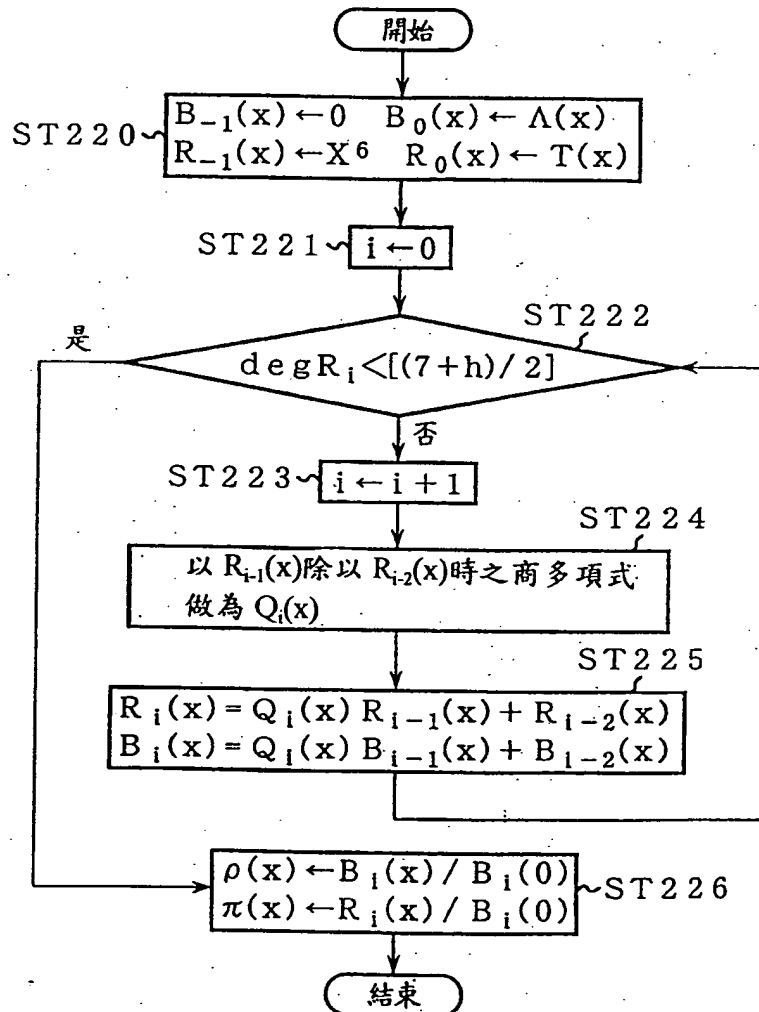 開始
ST220
B₋₁(x)←0 B₀(x)←Λ(x)
R₋₁(x)←X⁶ R₀(x)←T(x)
ST221
i←0
ST222
是
degRᵢ<[(7+h)/2]
否
ST223
i←i+1
ST224
以 Rᵢ₋₁(x)除以 Rᵢ₋₂(x)時之商多項式
做為 Qᵢ(x)
ST225
Rᵢ(x)=Qᵢ(x)Rᵢ₋₁(x)+Rᵢ₋₂(x)
Bᵢ(x)=Qᵢ(x)Bᵢ₋₁(x)+Bᵢ₋₂(x)
ρ(x)←Bᵢ(x)/Bᵢ(0)
π(x)←Rᵢ(x)/Bᵢ(0)
ST226
結束